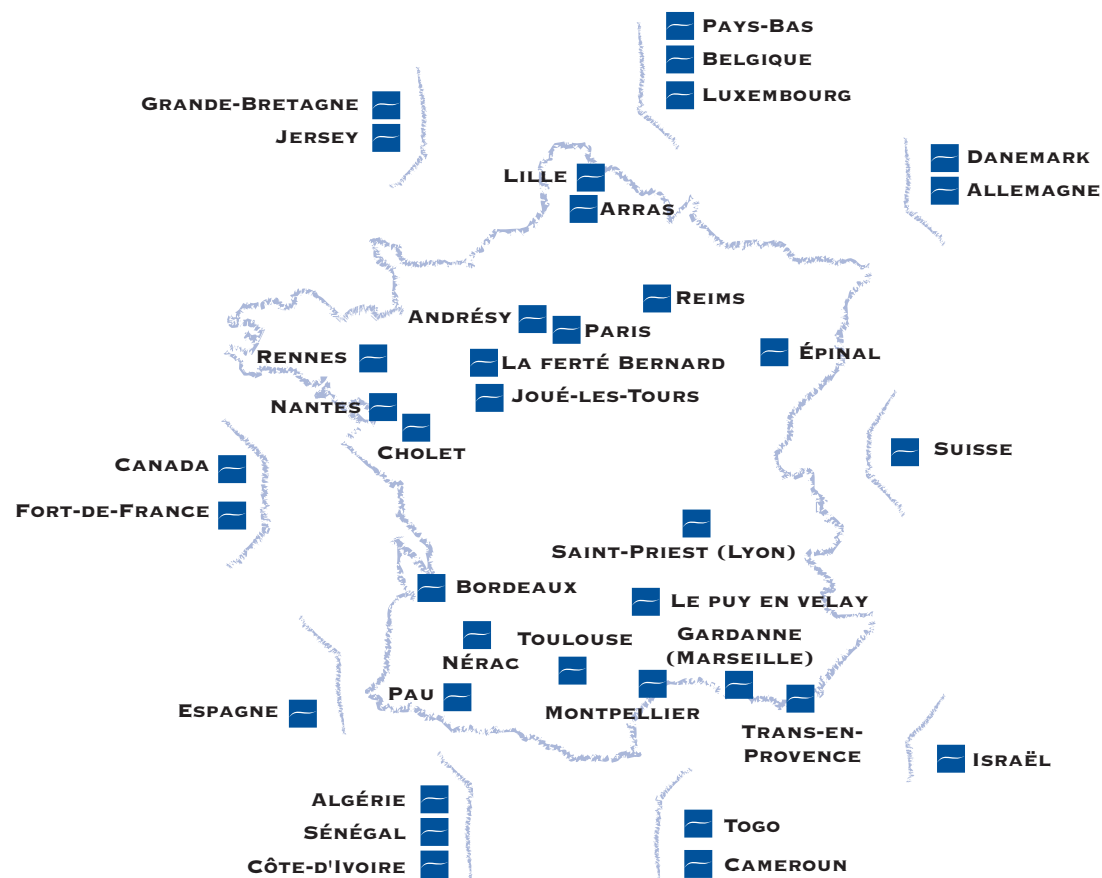 Pays-Bas
Belgique
Luxembourg
Grande-Bretagne
Jersey
Danemark
Allemagne
Lille
Arras
Reims
Andrésy
Paris
Rennes
La ferté Bernard
Épinal
Nantes
Joué-les-Tours
Cholet
Suisse
Canada
Fort-de-France
Saint-Priest (Lyon)
Bordeaux
Le puy en velay
Toulouse
Gardanne
(Marseille)
Nérac
Pau
Montpellier
Espagne
Trans-en-
Provence
Israël
Algérie
Sénégal
Côte-d'Ivoire
Togo
Cameroun